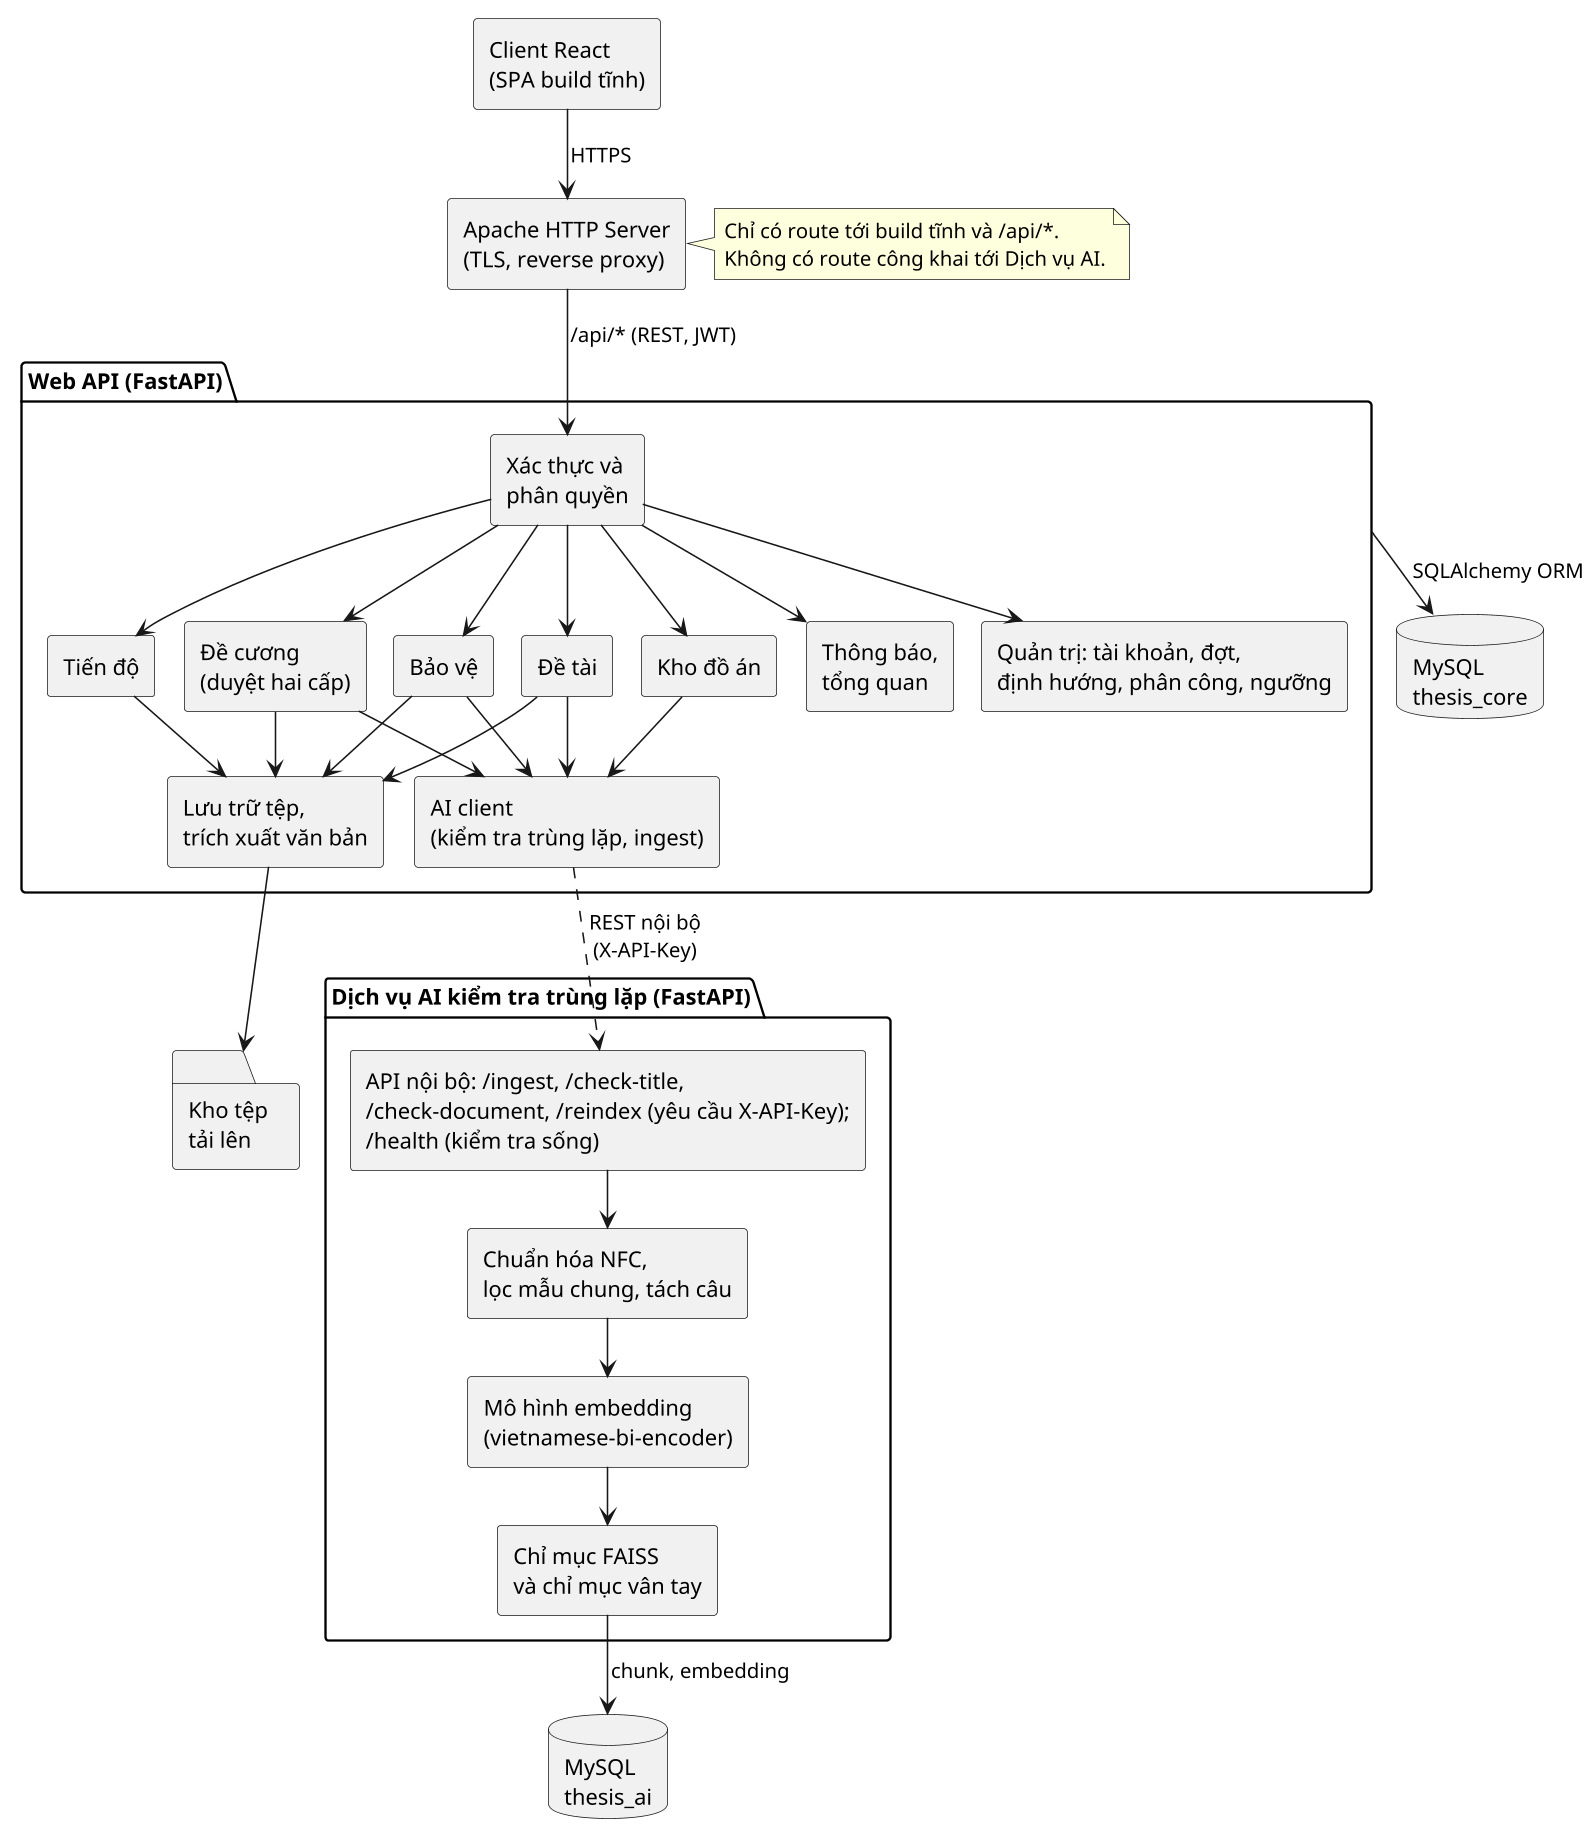 Client React
(SPA build tĩnh)
HTTPS
Apache HTTP Server
(TLS, reverse proxy)
Chỉ có route tới build tĩnh và /api/*.
Không có route công khai tới Dịch vụ AI.
/api/* (REST, JWT)
Web API (FastAPI)
Xác thực và
phân quyền
SQLAlchemy ORM
Tiến độ
Đề cương
(duyệt hai cấp)
Bảo vệ
Đề tài
Kho đồ án
Thông báo,
tổng quan
Quản trị: tài khoản, đợt,
định hướng, phân công, ngưỡng
MySQL
thesis_core
Lưu trữ tệp,
trích xuất văn bản
AI client
(kiểm tra trùng lặp, ingest)
REST nội bộ
(X-API-Key)
Dịch vụ AI kiểm tra trùng lặp (FastAPI)
Kho tệp
tải lên
API nội bộ: /ingest, /check-title,
/check-document, /reindex (yêu cầu X-API-Key);
/health (kiểm tra sống)
Chuẩn hóa NFC,
lọc mẫu chung, tách câu
Mô hình embedding
(vietnamese-bi-encoder)
Chỉ mục FAISS
và chỉ mục vân tay
chunk, embedding
MySQL
thesis_ai